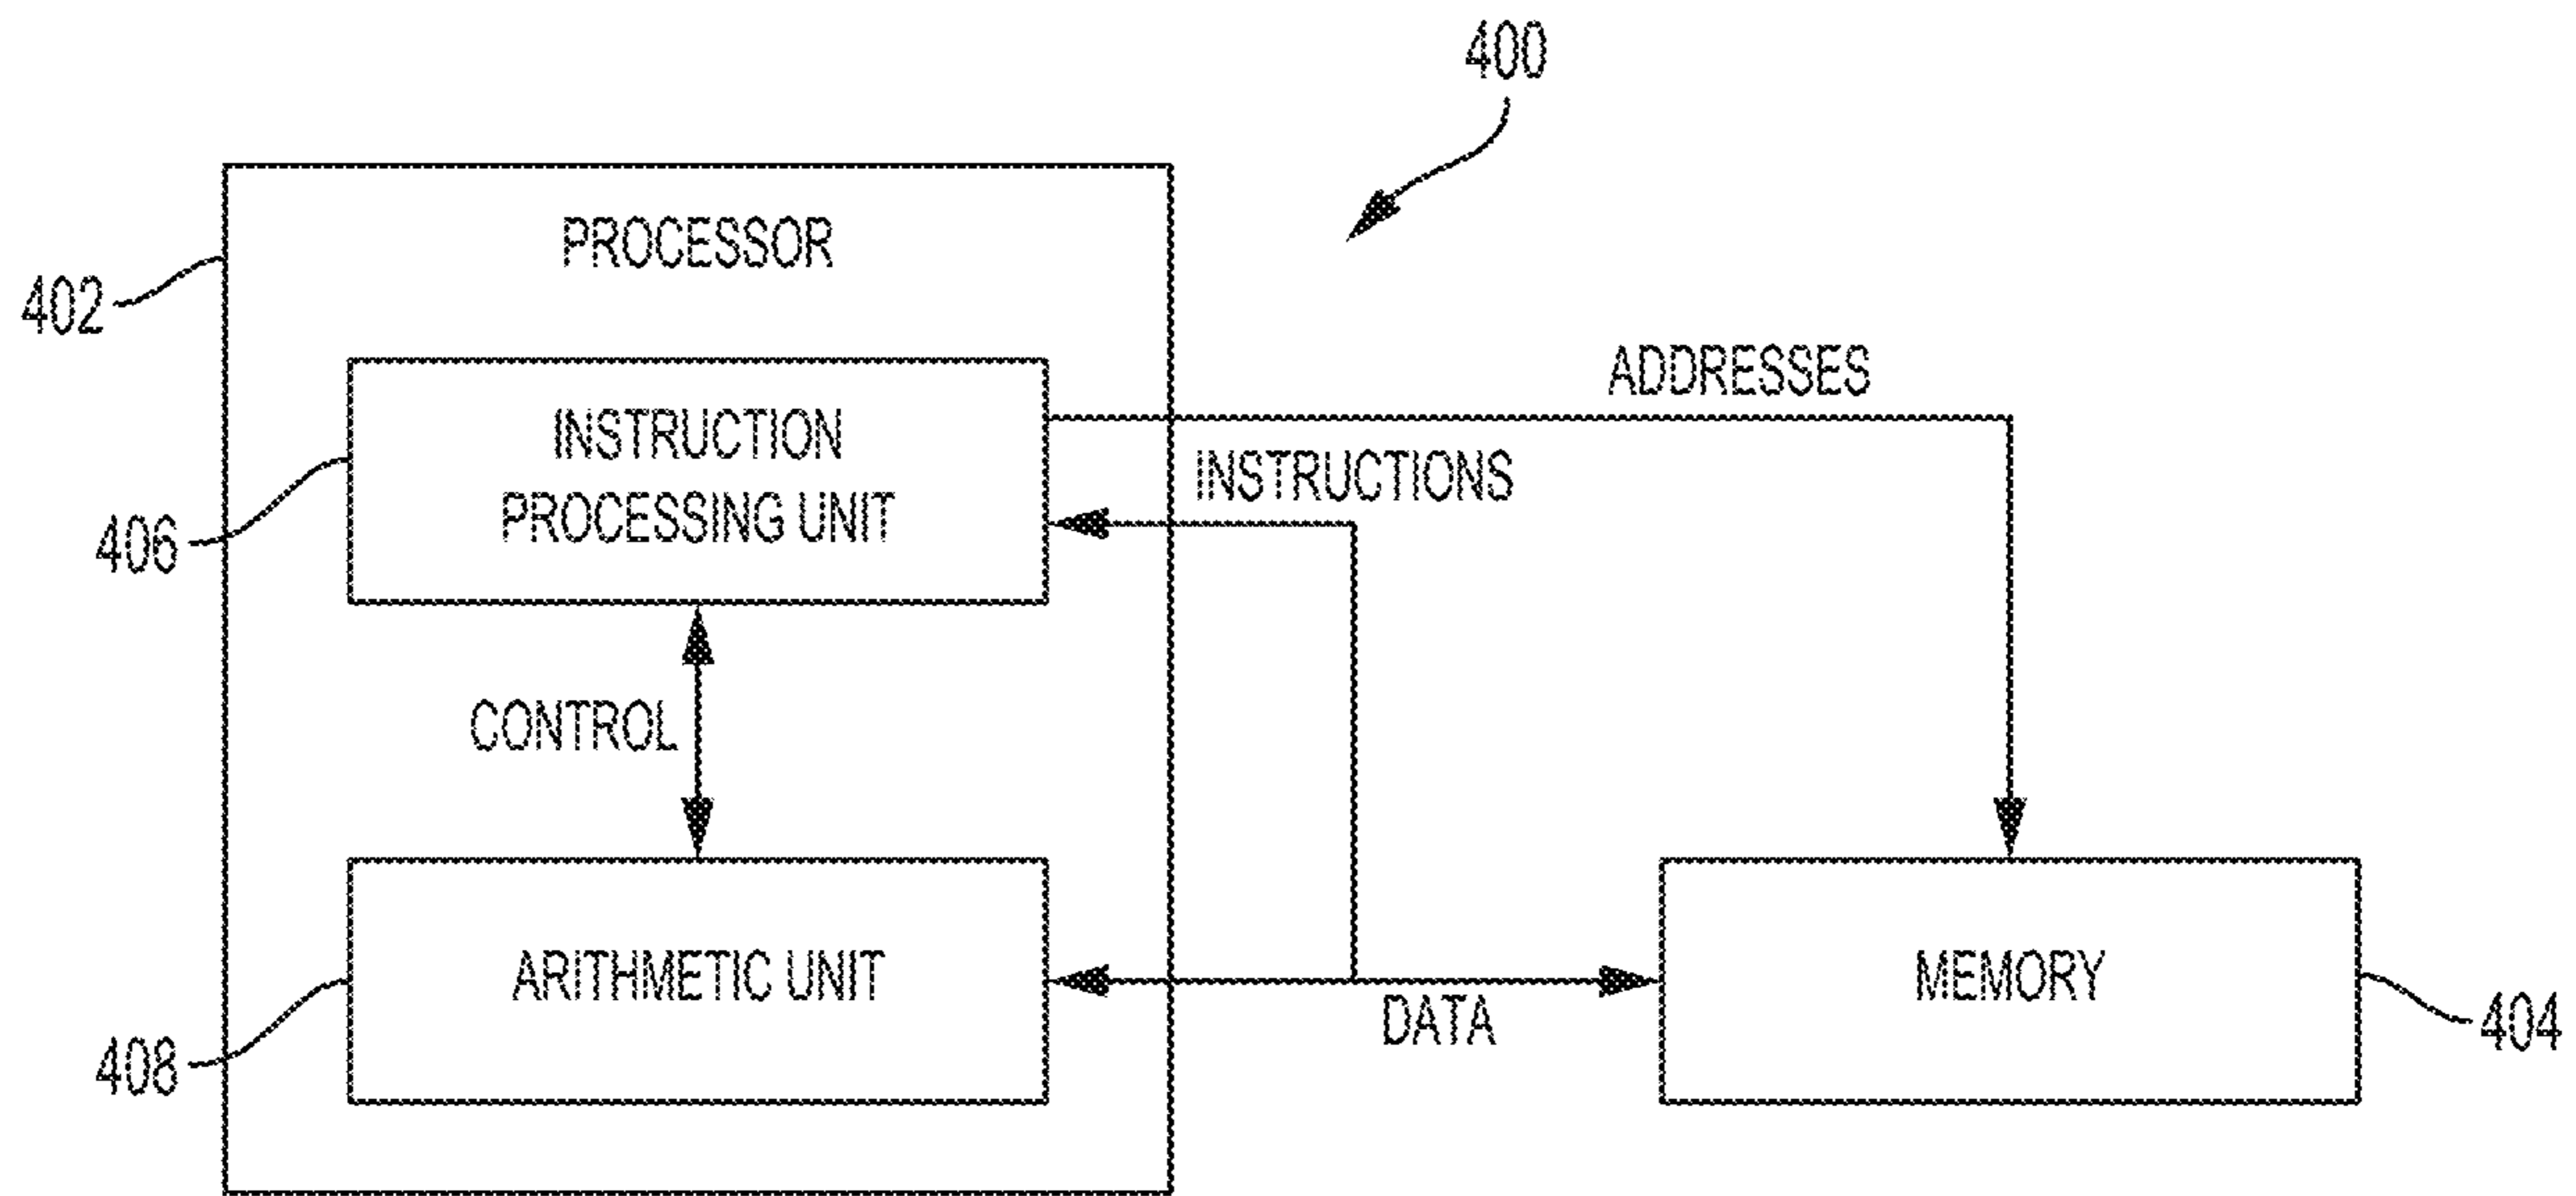 400
PROCESSOR
402
ADDRESSES
INSTRUCTION
PROCESSING UNIT
INSTRUCTIONS
406
CONTROL
ARITHMETIC UNIT
MEMORY
DATA
404
408